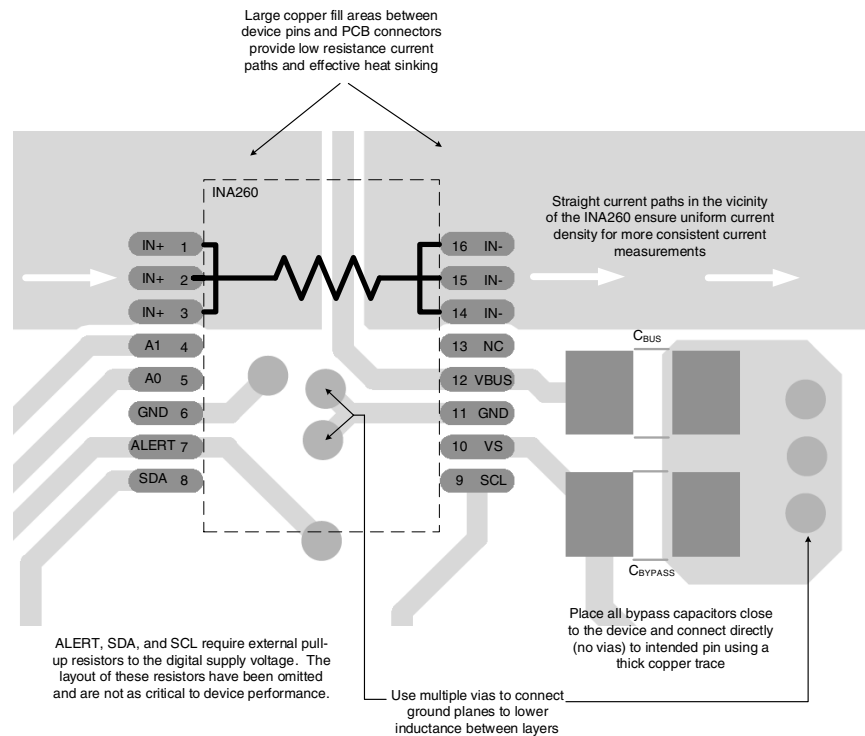 Large copper fill areas between
device pins and PCB connectors
provide low resistance current
paths and effective heat sinking
INA260
Straight current paths in the vicinity
of the INA260 ensure uniform current
density for more consistent current
measurements
IN+ 1
IN+ 2
IN+ 3
A1 4
A0 5
GND 6
ALERT 7
SDA 8
16 IN-
15 IN-
14 IN-
13 NC
12 VBUS
11 GND
10 VS
9 SCL
CBUS
CBYPASS
Place all bypass capacitors close
to the device and connect directly
(no vias) to intended pin using a
thick copper trace
ALERT, SDA, and SCL require external pull-
up resistors to the digital supply voltage. The
layout of these resistors have been omitted
and are not as critical to device performance.
Use multiple vias to connect
ground planes to lower
inductance between layers